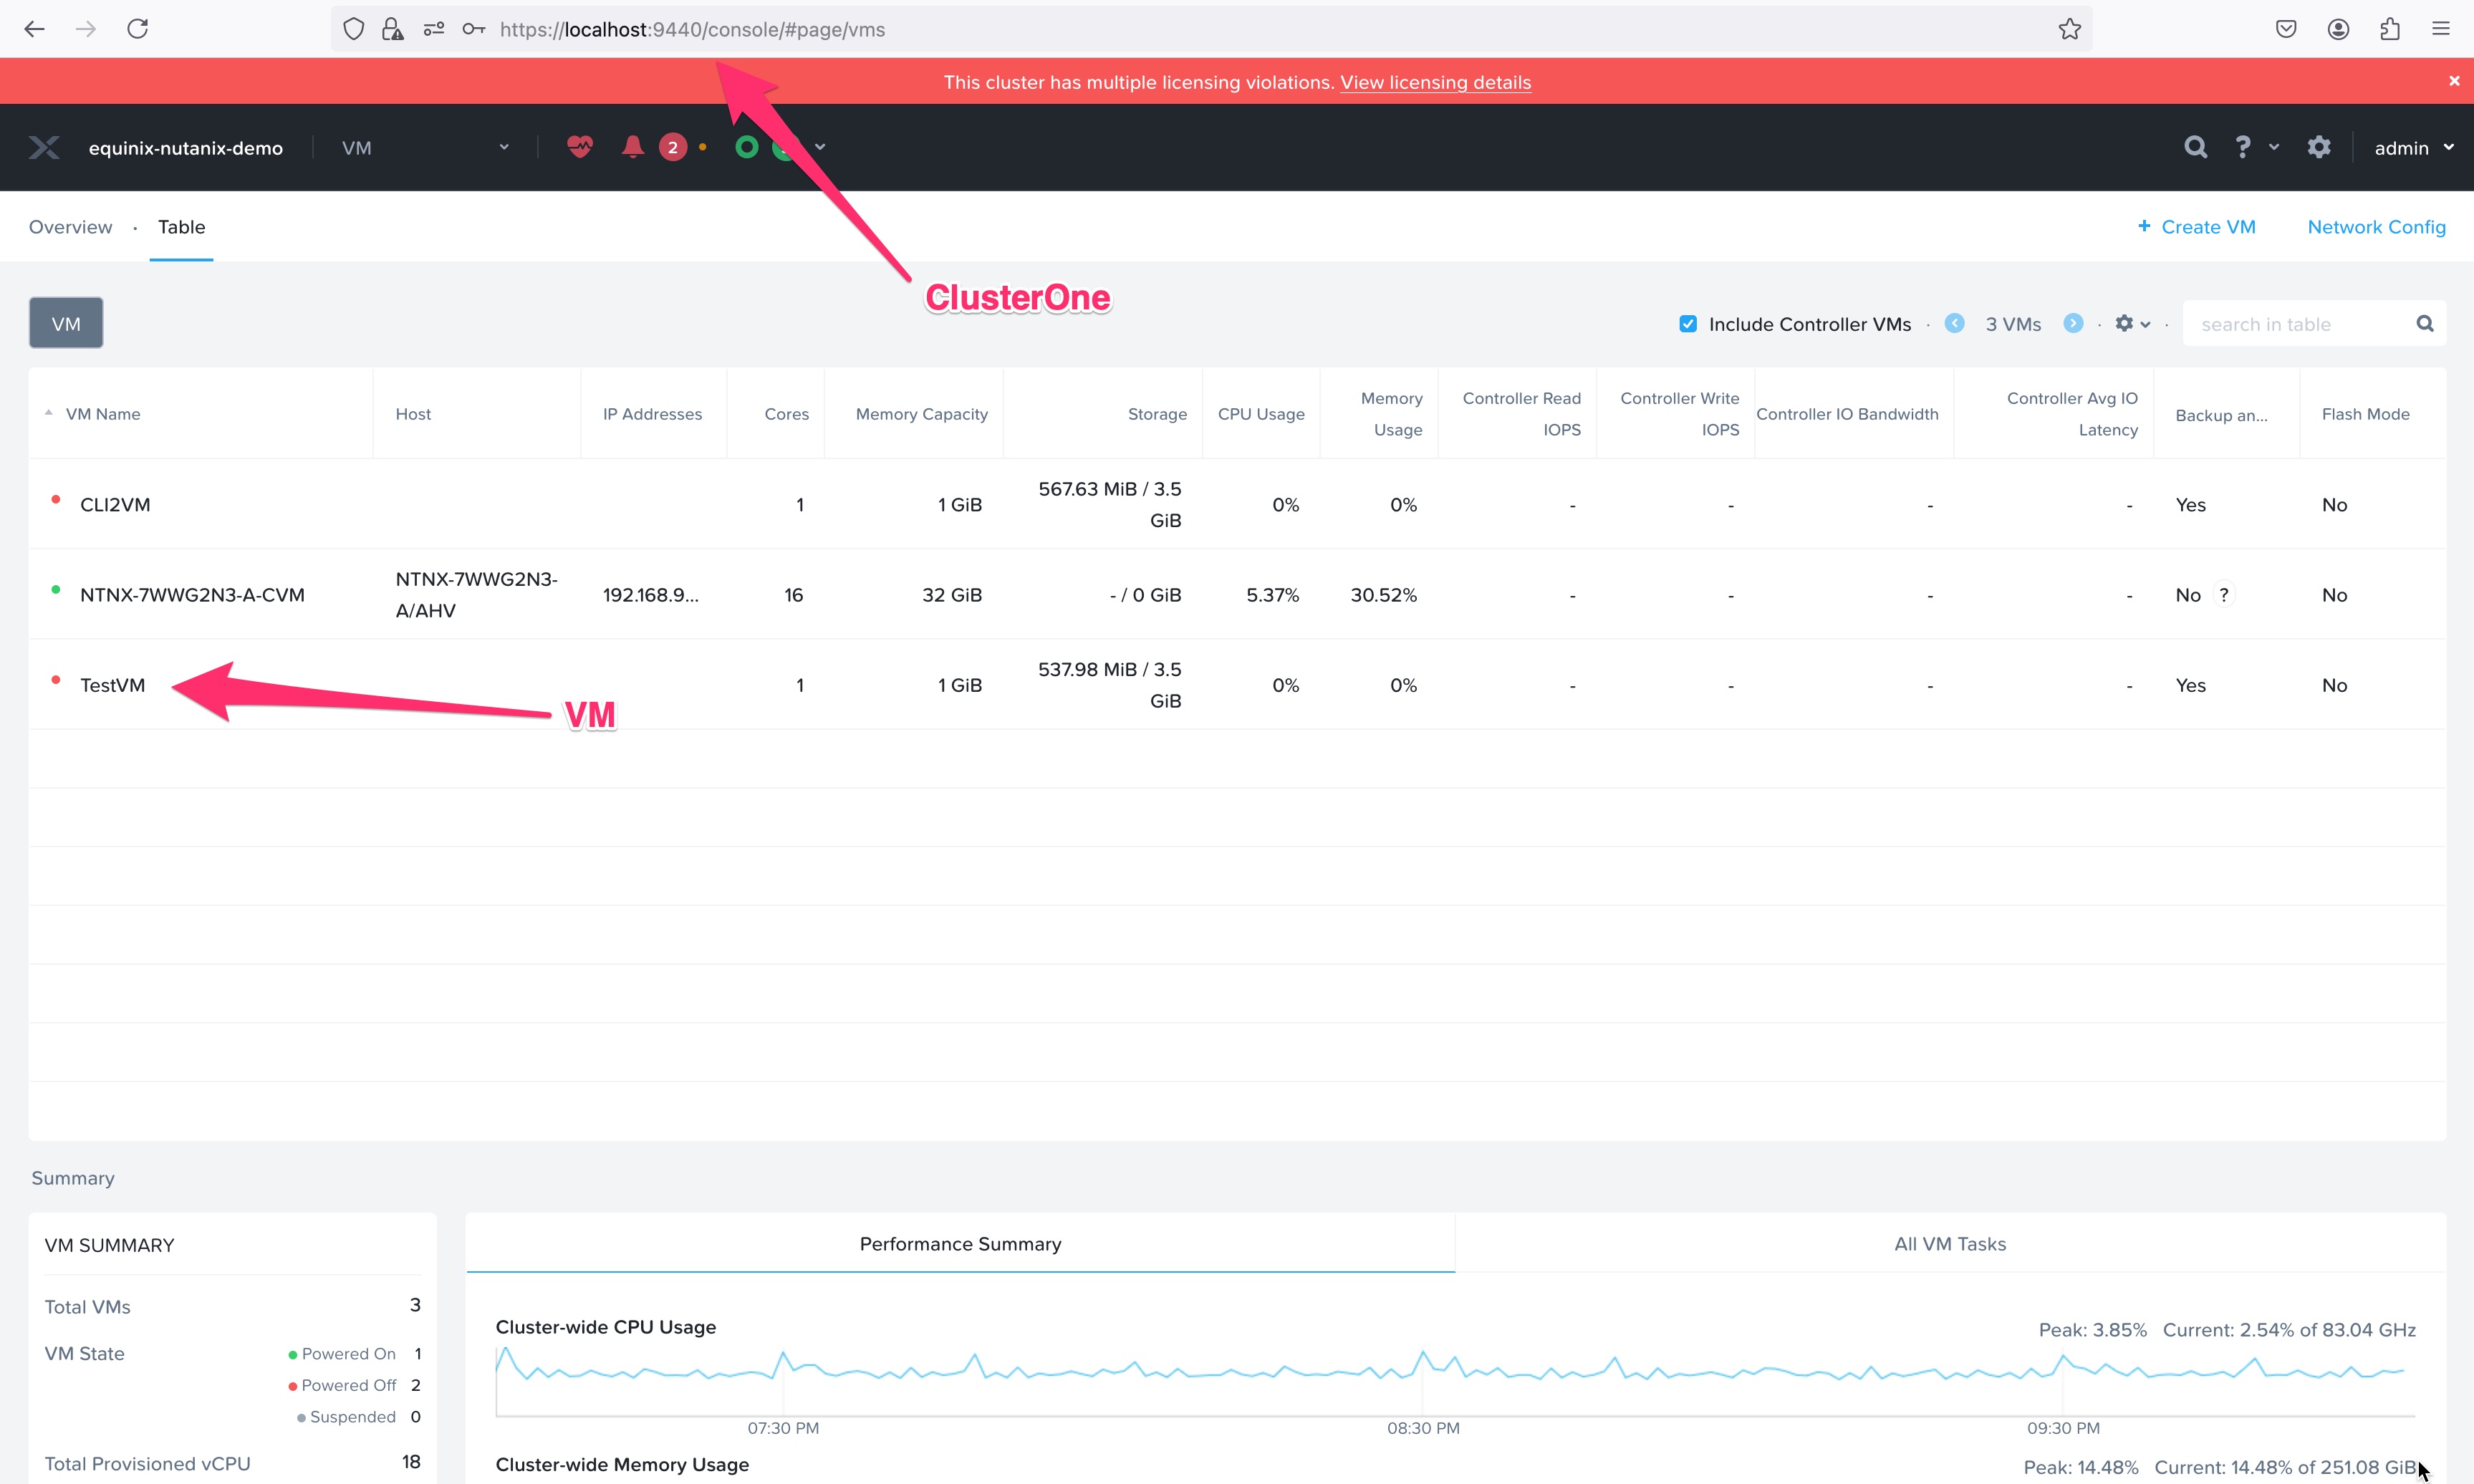 https://localhost:9440/console/#page/vms
This cluster has multiple licensing violations. View licensing details
equinix-nutanix-demo VM 2 ? admin
Overview · Table + Create VM Network Config
ClusterOne
VM Include Controller VMs · 3 VMs · · search in table
VM Name Host IP Addresses Cores Memory Capacity Storage CPU Usage Memory Usage Controller Read IOPS Controller Write IOPS Controller IO Bandwidth Controller Avg IO Latency Backup an... Flash Mode
CLI2VM 1 1 GiB 567.63 MiB / 3.5 GiB 0% 0% - - - - Yes No
NTNX-7WWG2N3-A-CVM NTNX-7WWG2N3-A/AHV 192.168.9... 16 32 GiB - / 0 GiB 5.37% 30.52% - - - - No ? No
TestVM 1 1 GiB 537.98 MiB / 3.5 GiB 0% 0% - - - - Yes No
VM
Summary
VM SUMMARY
Total VMs 3
VM State Powered On 1
Powered Off 2
Suspended 0
Total Provisioned vCPU 18
Performance Summary All VM Tasks
Cluster-wide CPU Usage Peak: 3.85% Current: 2.54% of 83.04 GHz
07:30 PM 08:30 PM 09:30 PM
Cluster-wide Memory Usage Peak: 14.48% Current: 14.48% of 251.08 GiB